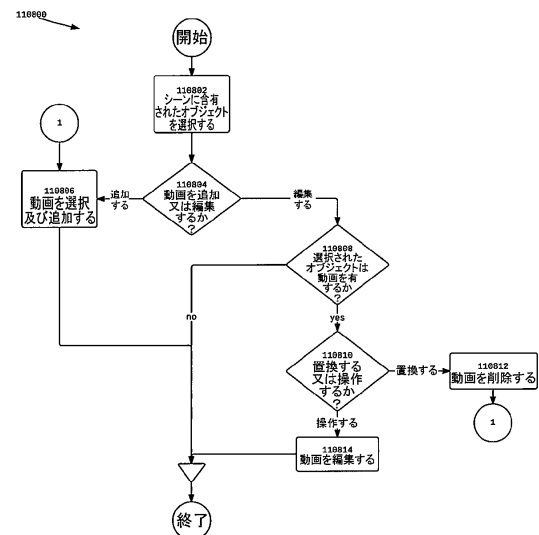 110800
開始
110802
シーンに含有
されたオブジェクト
を選択する
1
110804
動画を追加
又は編集
するか
?
追加
する
編集
する
110806
動画を選択
及び追加する
110808
選択された
オブジェクトは
動画を有
するか
?
no
yes
110810
置換する
又は操作
するか
?
置換する
110812
動画を削除する
1
操作する
110814
動画を編集する
終了